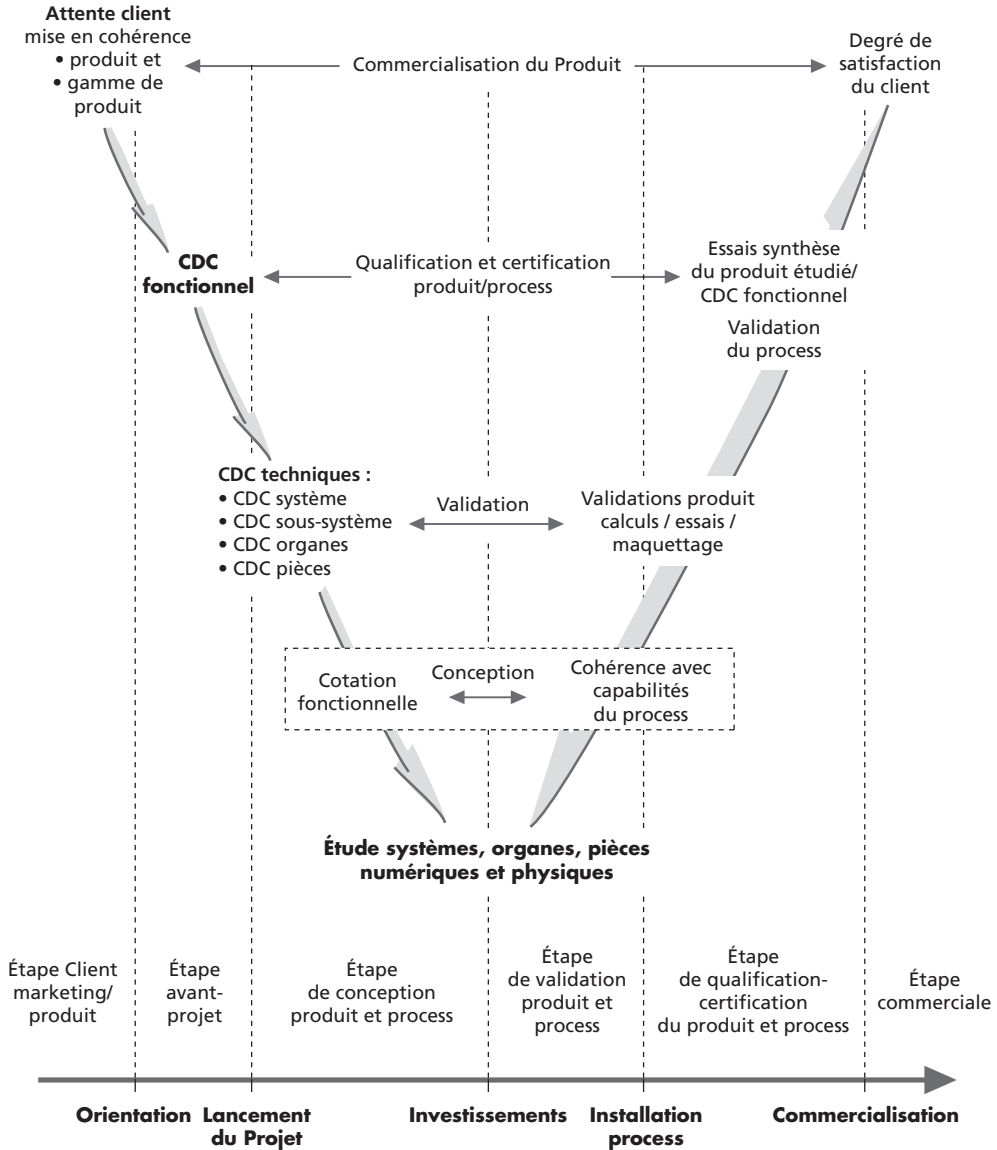 Attente client
mise en cohérence
• produit et
• gamme de
produit
Commercialisation du Produit
Degré de
satisfaction
du client
CDC
fonctionnel
Qualification et certification
produit/process
Essais synthèse
du produit étudié/
CDC fonctionnel
Validation
du process
CDC techniques :
• CDC système
• CDC sous-système
• CDC organes
• CDC pièces
Validation
Validations produit
calculs / essais /
maquettage
Cotation
fonctionnelle
Conception
Cohérence avec
capabilités
du process
Étude systèmes, organes, pièces
numériques et physiques
Étape Client
marketing/
produit
Étape
avant-
projet
Étape
de conception
produit et process
Étape
de validation
produit et
process
Étape
de qualification-
certification
du produit et process
Étape
commerciale
Orientation
Lancement
du Projet
Investissements
Installation
process
Commercialisation